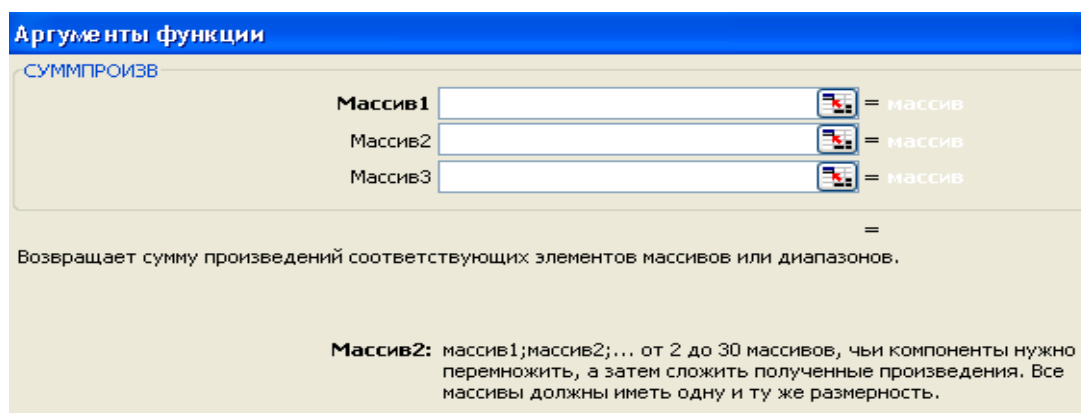 Аргументы функции
СУММПРОИЗВ
Массив1 = массив
Массив2 = массив
Массив3 = массив
=
Возвращает сумму произведений соответствующих элементов массивов или диапазонов.
Массив2: массив1;массив2;... от 2 до 30 массивов, чьи компоненты нужно
перемножить, а затем сложить полученные произведения. Все
массивы должны иметь одну и ту же размерность.